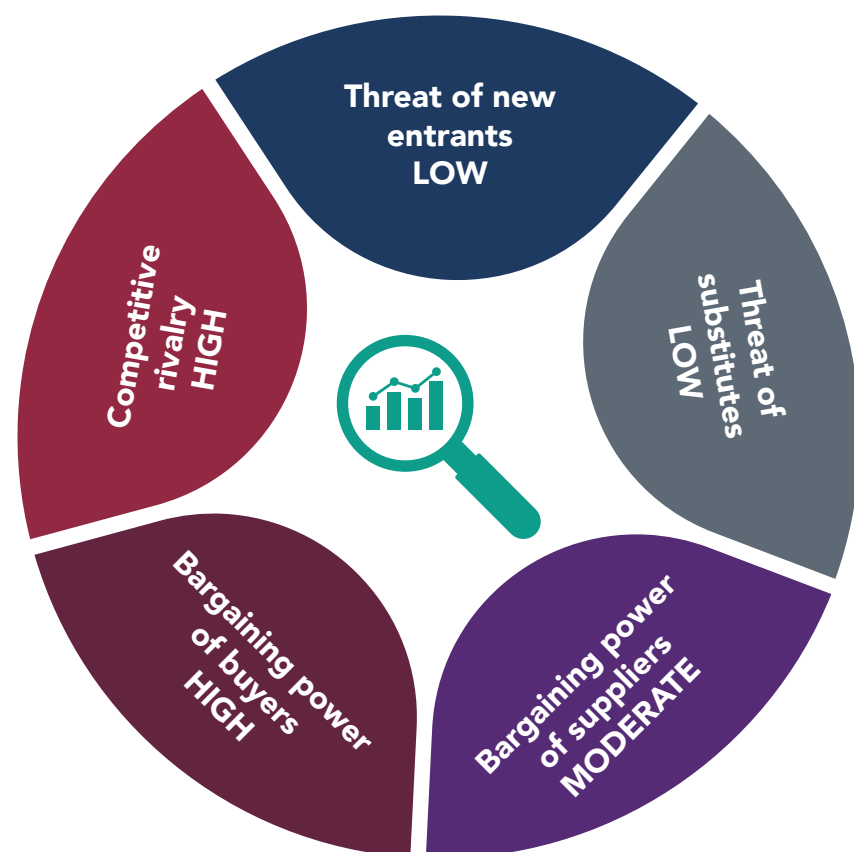 Threat of new
entrants
LOW
Threat of
substitutes
LOW
Bargaining power
of suppliers
MODERATE
Bargaining power
of buyers
HIGH
Competitive
rivalry
HIGH